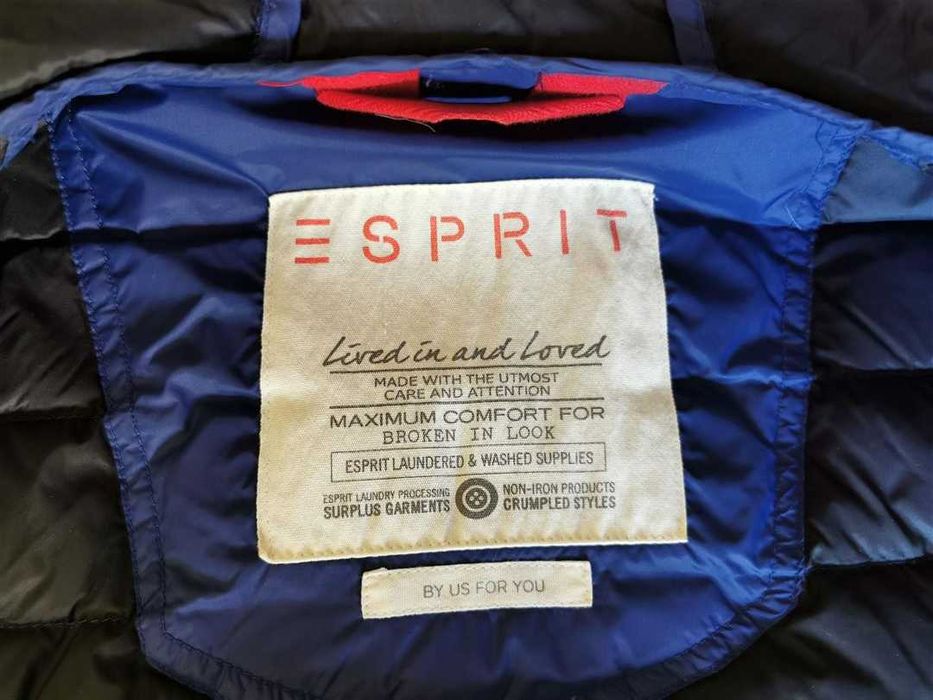 ESPRIT
Lived in and Loved
MADE WITH THE UTMOST
CARE AND ATTENTION
MAXIMUM COMFORT FOR
BROKEN IN LOOK
ESPRIT LAUNDERED & WASHED SUPPLIES
ESPRIT LAUNDRY PROCESSING
SURPLUS GARMENTS
NON-IRON PRODUCTS
CRUMPLED STYLES
BY US FOR YOU